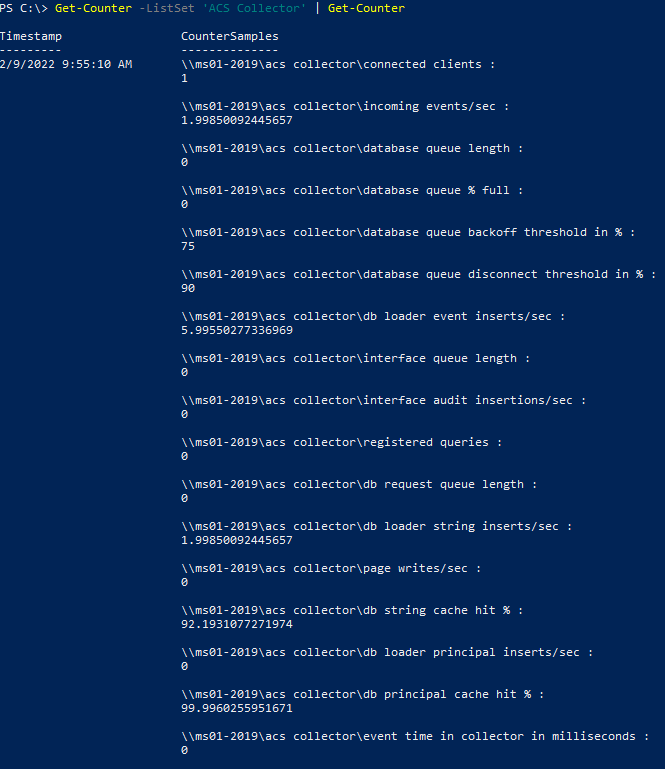 PS C:\> Get-Counter -ListSet 'ACS Collector' | Get-Counter
Timestamp CounterSamples
--------- --------------
2/9/2022 9:55:10 AM \\ms01-2019\acs collector\connected clients :
1
\\ms01-2019\acs collector\incoming events/sec :
1.99850092445657
\\ms01-2019\acs collector\database queue length :
0
\\ms01-2019\acs collector\database queue % full :
0
\\ms01-2019\acs collector\database queue backoff threshold in % :
75
\\ms01-2019\acs collector\database queue disconnect threshold in % :
90
\\ms01-2019\acs collector\db loader event inserts/sec :
5.99550277336969
\\ms01-2019\acs collector\interface queue length :
0
\\ms01-2019\acs collector\interface audit insertions/sec :
0
\\ms01-2019\acs collector\registered queries :
0
\\ms01-2019\acs collector\db request queue length :
0
\\ms01-2019\acs collector\db loader string inserts/sec :
1.99850092445657
\\ms01-2019\acs collector\page writes/sec :
0
\\ms01-2019\acs collector\db string cache hit % :
92.1931077271974
\\ms01-2019\acs collector\db loader principal inserts/sec :
0
\\ms01-2019\acs collector\db principal cache hit % :
99.9960255951671
\\ms01-2019\acs collector\event time in collector in milliseconds :
0